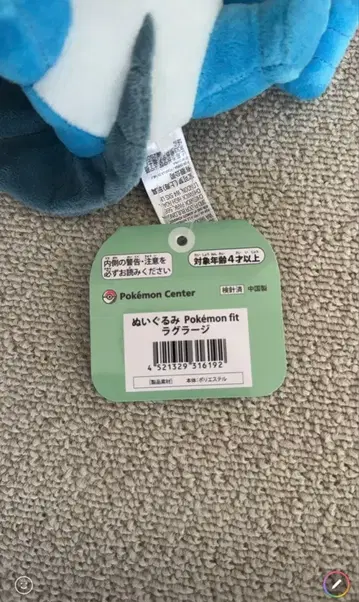 内側の警告・注意を
必ずお読みください
対象年齢4才以上
Pokémon Center
検針済 中国製
ぬいぐるみ Pokémon fit
ラグラージ
4 521329 316192
[製品素材] 本体:ポリエステル